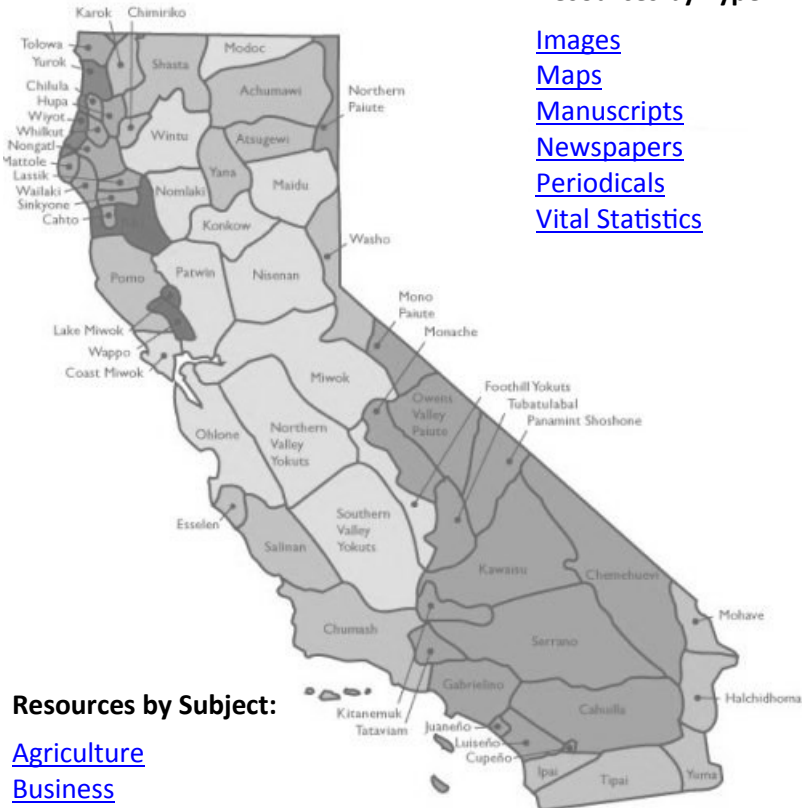 Karok
Chimiriko
Tolowa
Yurok
Chilula
Hupa
Wiyot
Whilkut
Nongatl
Mattole
Lassik
Wailaki
Sinkyone
Cahto
Modoc
Shasta
Achumawi
Northern
Paiute
Wintu
Atsugewi
Yana
Nomlaki
Maidu
Konkow
Washo
Pomo
Patwin
Nisenan
Lake Miwok
Wappo
Coast Miwok
Mono
Paiute
Monache
Miwok
Foothill Yokuts
Tubatulabal
Panamint Shoshone
Owens
Valley
Paiute
Ohlone
Northern
Valley
Yokuts
Esselen
Southern
Valley
Yokuts
Salinan
Kawaisu
Chemehuevi
Mohave
Chumash
Serrano
Gabrielino
Cahuilla
Halchidhoma
Kitanemuk
Tataviam
Juaneño
Luiseño
Cupeño
Ipai
Tipai
Yuma
Images
Maps
Manuscripts
Newspapers
Periodicals
Vital Statistics
Resources by Subject:
Agriculture
Business